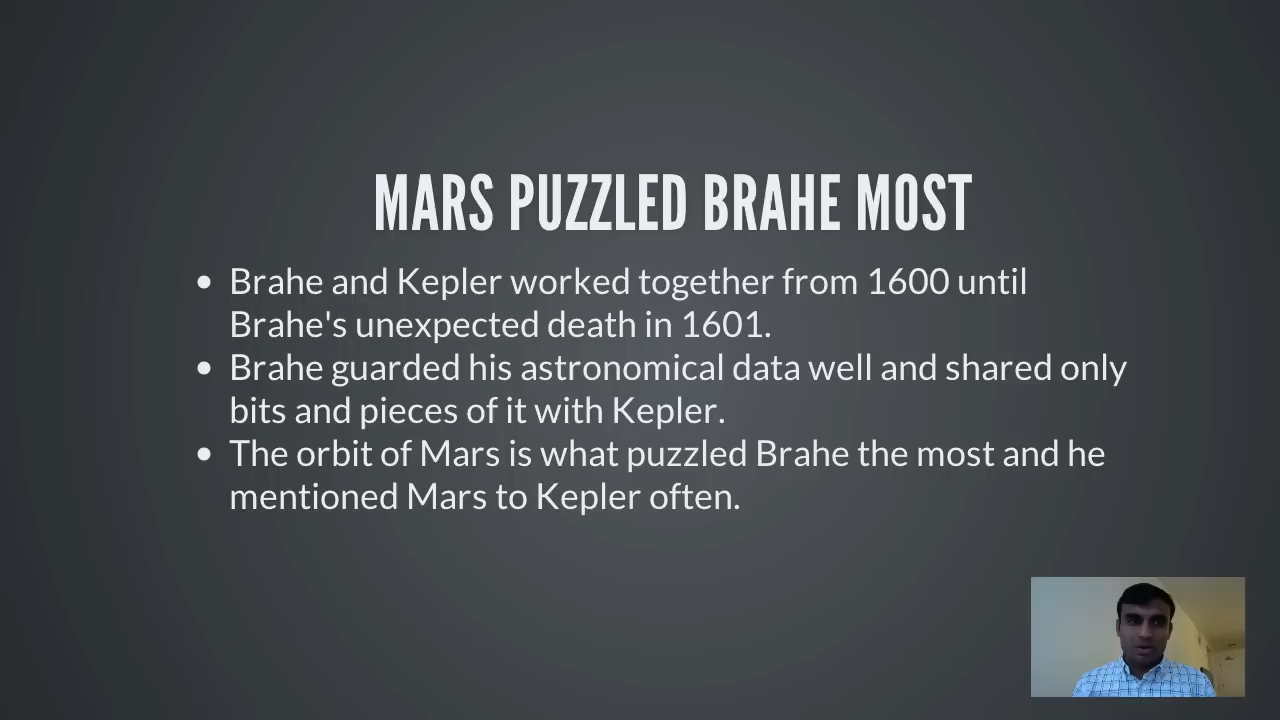 MARS PUZZLED BRAHE MOST
• Brahe and Kepler worked together from 1600 until
Brahe's unexpected death in 1601.
• Brahe guarded his astronomical data well and shared only
bits and pieces of it with Kepler.
• The orbit of Mars is what puzzled Brahe the most and he
mentioned Mars to Kepler often.